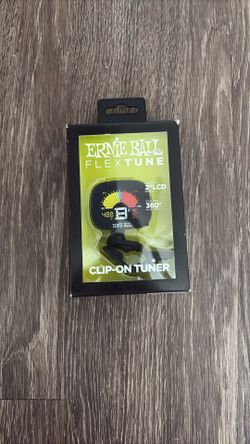 ERNIE BALL
FLEXTUNE
2" LCD
360°
CLIP-ON TUNER